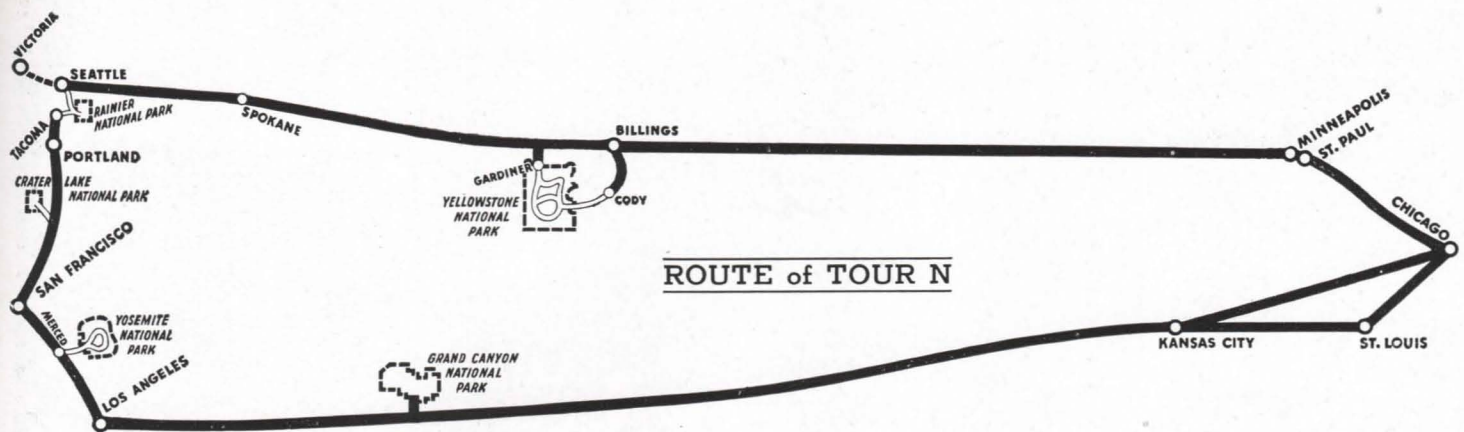 VICTORIA
SEATTLE
RAINIER
NATIONAL PARK
TACOMA
PORTLAND
SPOKANE
CRATER LAKE
NATIONAL PARK
SAN FRANCISCO
MERCED
YOSEMITE
NATIONAL
PARK
LOS ANGELES
GARDINER
BILLINGS
YELLOWSTONE
NATIONAL
PARK
CODY
MINNEAPOLIS
ST. PAUL
CHICAGO
ROUTE of TOUR N
GRAND CANYON
NATIONAL
PARK
KANSAS CITY
ST. LOUIS